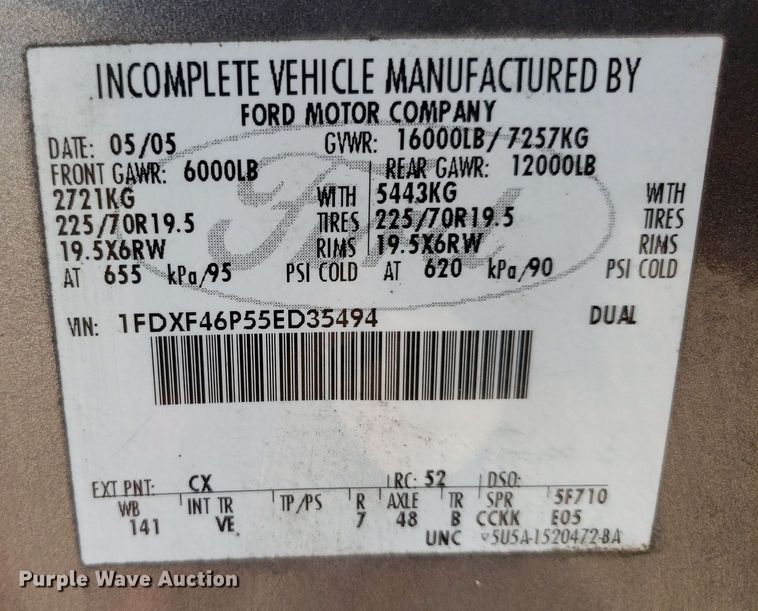 INCOMPLETE VEHICLE MANUFACTURED BY
FORD MOTOR COMPANY
DATE: 05/05 GVWR: 16000LB/7257KG
FRONT GAWR: 6000LB REAR GAWR: 12000LB
2721KG WITH 5443KG WITH
225/70R19.5 TIRES 225/70R19.5 TIRES
19.5X6RW RIMS 19.5X6RW RIMS
AT 655 kPa/95 PSI COLD AT 620 kPa/90 PSI COLD
VIN: 1FDXF46P55ED35494 DUAL
Ford
EXT PNT: CX RC: 52 DSO:
WB INT TR TP/PS R AXLE TR SPR 5F710
141 VE 7 48 B CCKK E05
UNC 5U5A-1520472-BA
Purple Wave Auction